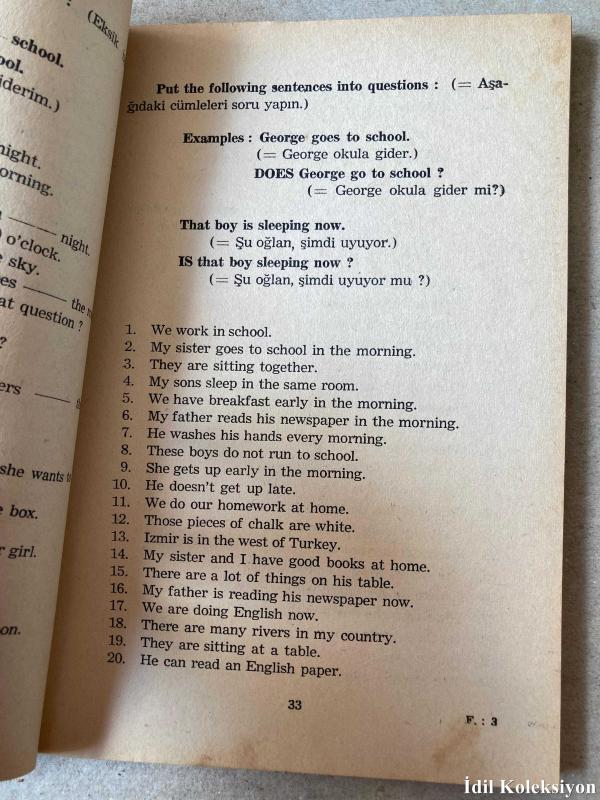 : (Eksik
school.
ool.
iderim.)
night.
orning.
night.
) o'clock.
e sky.
es ——— the
at question ?
?
ers ———
she wants to
e box.
r girl.
on.
Put the following sentences into questions : (= Aşa-
ğıdaki cümleleri soru yapın.)
Examples : George goes to school.
(= George okula gider.)
DOES George go to school ?
(= George okula gider mi?)
That boy is sleeping now.
(= Şu oğlan, şimdi uyuyor.)
IS that boy sleeping now ?
(= Şu oğlan, şimdi uyuyor mu ?)
1. We work in school.
2. My sister goes to school in the morning.
3. They are sitting together.
4. My sons sleep in the same room.
5. We have breakfast early in the morning.
6. My father reads his newspaper in the morning.
7. He washes his hands every morning.
8. These boys do not run to school.
9. She gets up early in the morning.
10. He doesn't get up late.
11. We do our homework at home.
12. Those pieces of chalk are white.
13. Izmir is in the west of Turkey.
14. My sister and I have good books at home.
15. There are a lot of things on his table.
16. My father is reading his newspaper now.
17. We are doing English now.
18. There are many rivers in my country.
19. They are sitting at a table.
20. He can read an English paper.
33
F. : 3
İdil Koleksiyon